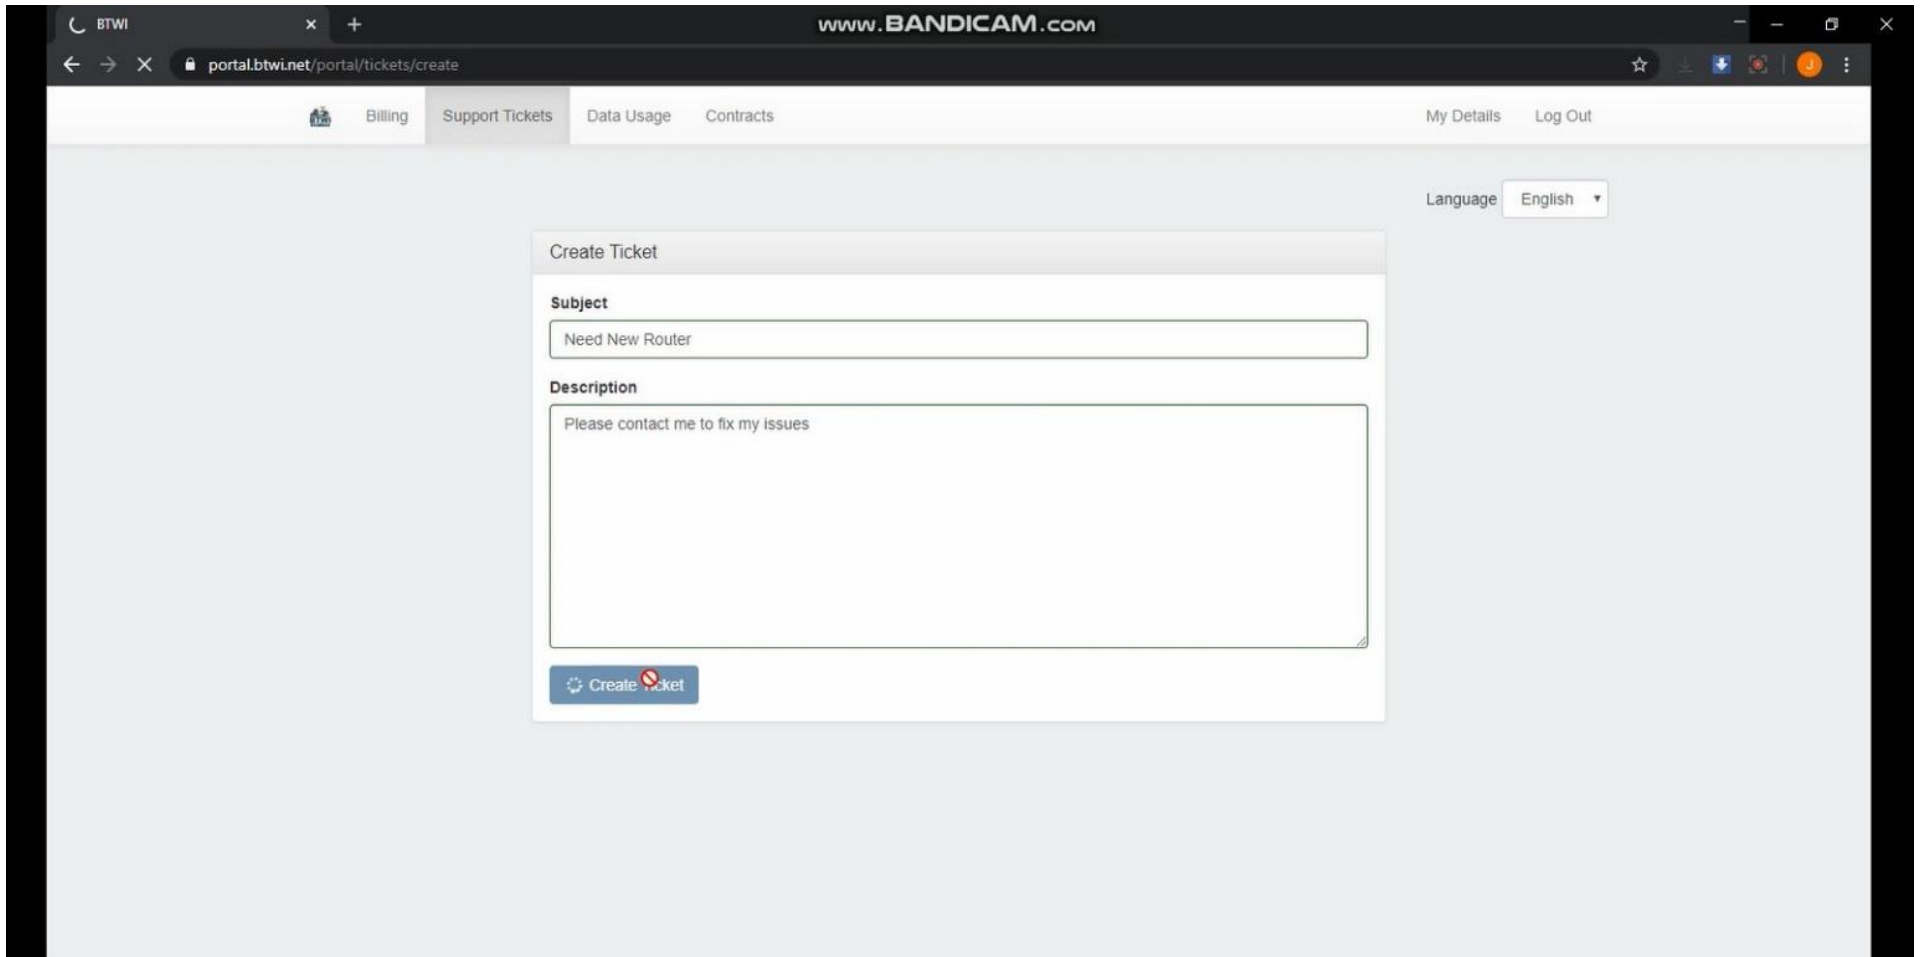 BTWI
www.BANDICAM.com
portal.btwi.net/portal/tickets/create
J
Billing Support Tickets Data Usage Contracts My Details Log Out
Language English
Create Ticket
Subject
Need New Router
Description
Please contact me to fix my issues
Create Ticket